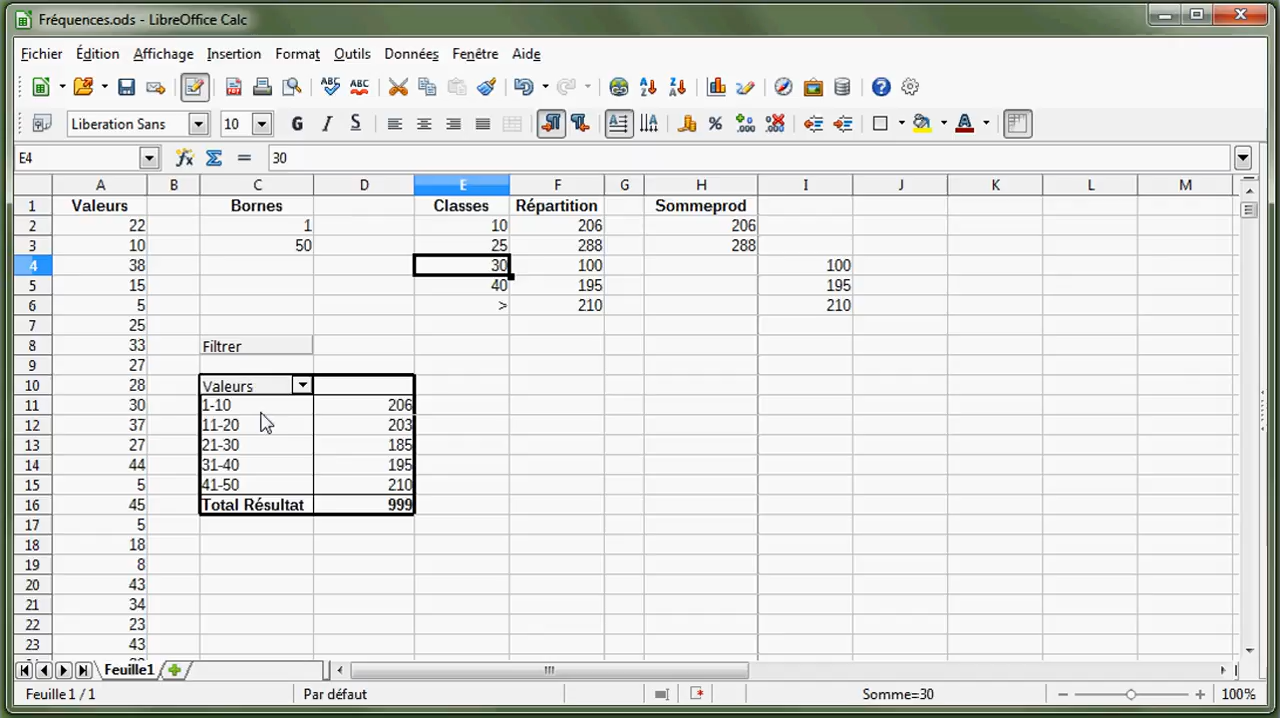 Fréquences.ods - LibreOffice Calc
Fichier Édition Affichage Insertion Format Outils Données Fenêtre Aide
Liberation Sans 10 G I S
E4 30
A B C D E F G H I J K L M
1 Valeurs Bornes Classes Répartition Sommeprod
2 22 1 10 206 206
3 10 50 25 288 288
4 38 30 100 100
5 15 40 195 195
6 5 > 210 210
7 25
8 33 Filtrer
9 27
10 28 Valeurs
11 30 1-10 206
12 37 11-20 203
13 27 21-30 185
14 44 31-40 195
15 5 41-50 210
16 45 Total Résultat 999
17 5
18 18
19 8
20 43
21 34
22 23
23 43
Feuille1
Feuille 1 / 1 Par défaut Somme=30 100%